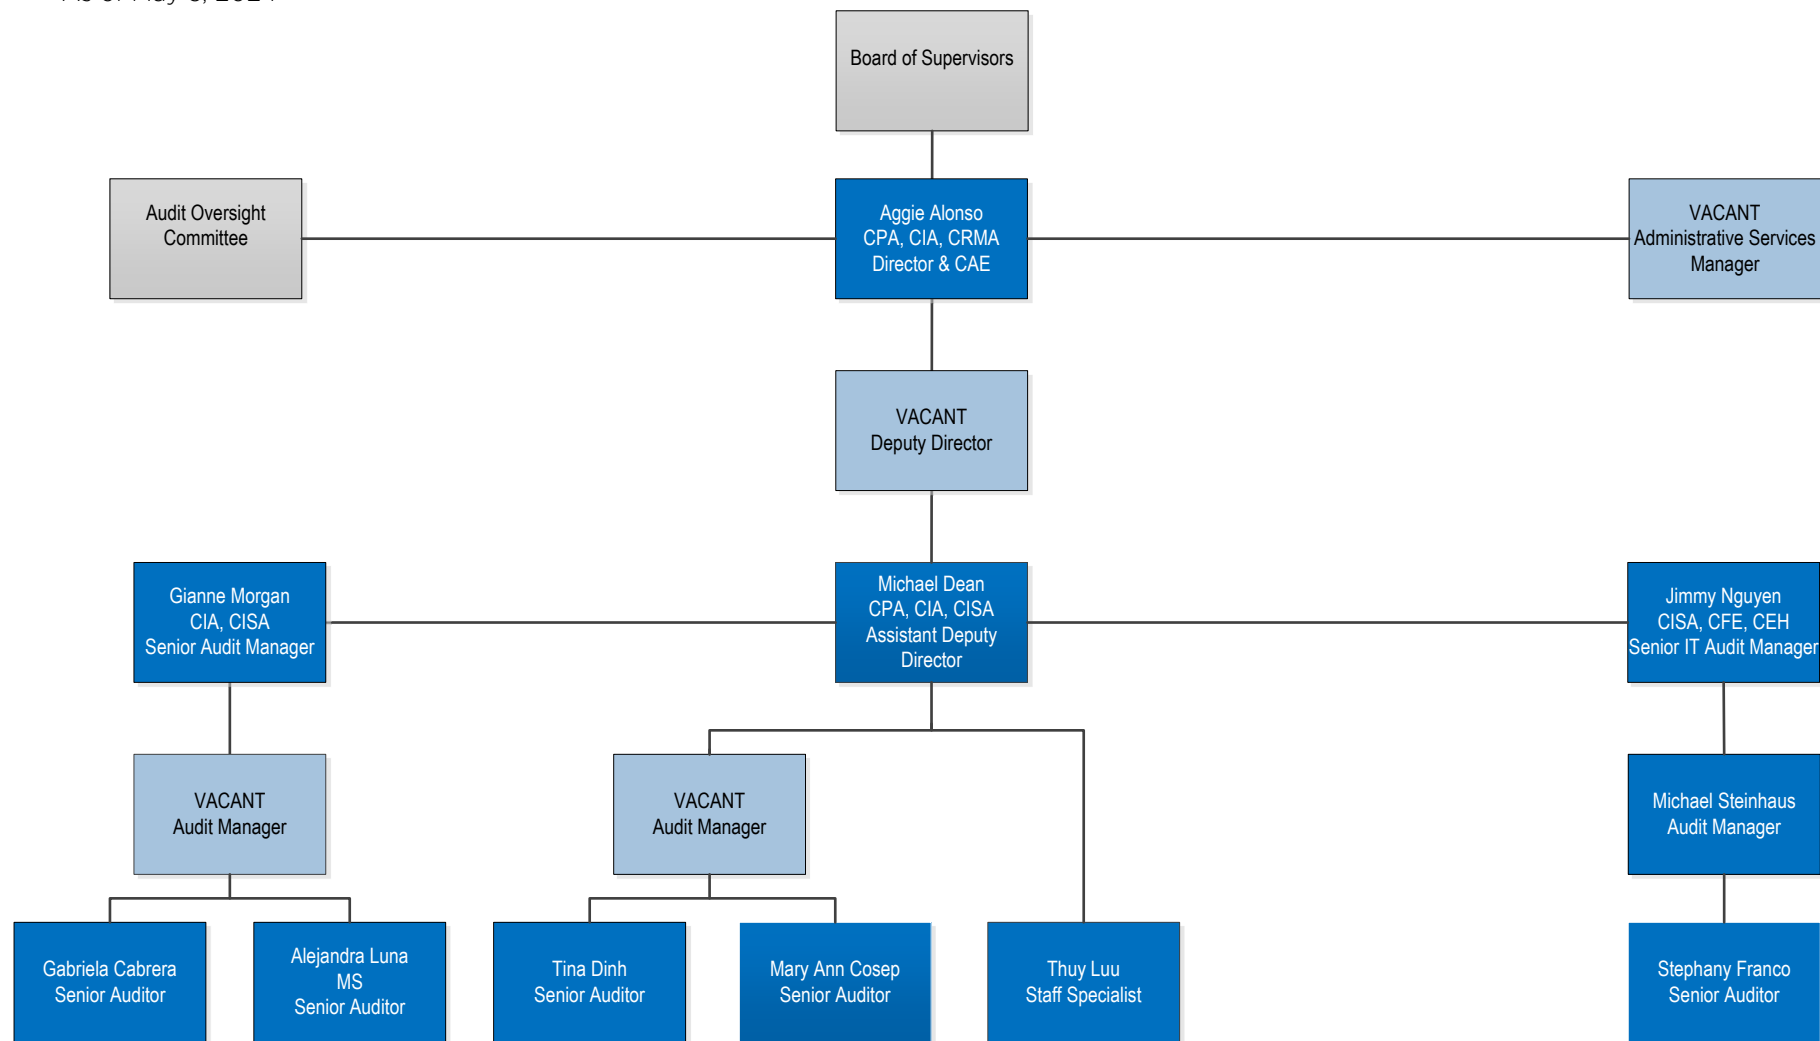 Board of Supervisors
Audit Oversight
Committee
Aggie Alonso
CPA, CIA, CRMA
Director & CAE
VACANT
Administrative Services
Manager
VACANT
Deputy Director
Gianne Morgan
CIA, CISA
Senior Audit Manager
Michael Dean
CPA, CIA, CISA
Assistant Deputy
Director
Jimmy Nguyen
CISA, CFE, CEH
Senior IT Audit Manager
VACANT
Audit Manager
VACANT
Audit Manager
Michael Steinhaus
Audit Manager
Gabriela Cabrera
Senior Auditor
Alejandra Luna
MS
Senior Auditor
Tina Dinh
Senior Auditor
Mary Ann Cosep
Senior Auditor
Thuy Luu
Staff Specialist
Stephany Franco
Senior Auditor